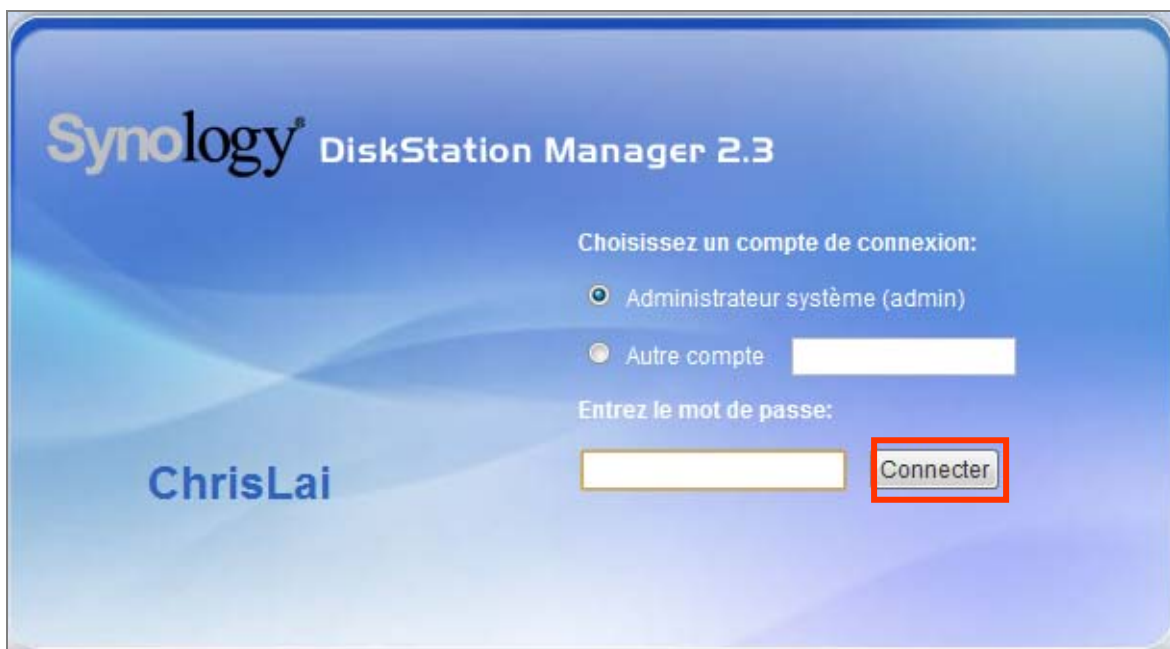 Synology® DiskStation Manager 2.3
Choisissez un compte de connexion:
Administrateur système (admin)
Autre compte
Entrez le mot de passe:
Connecter
ChrisLai